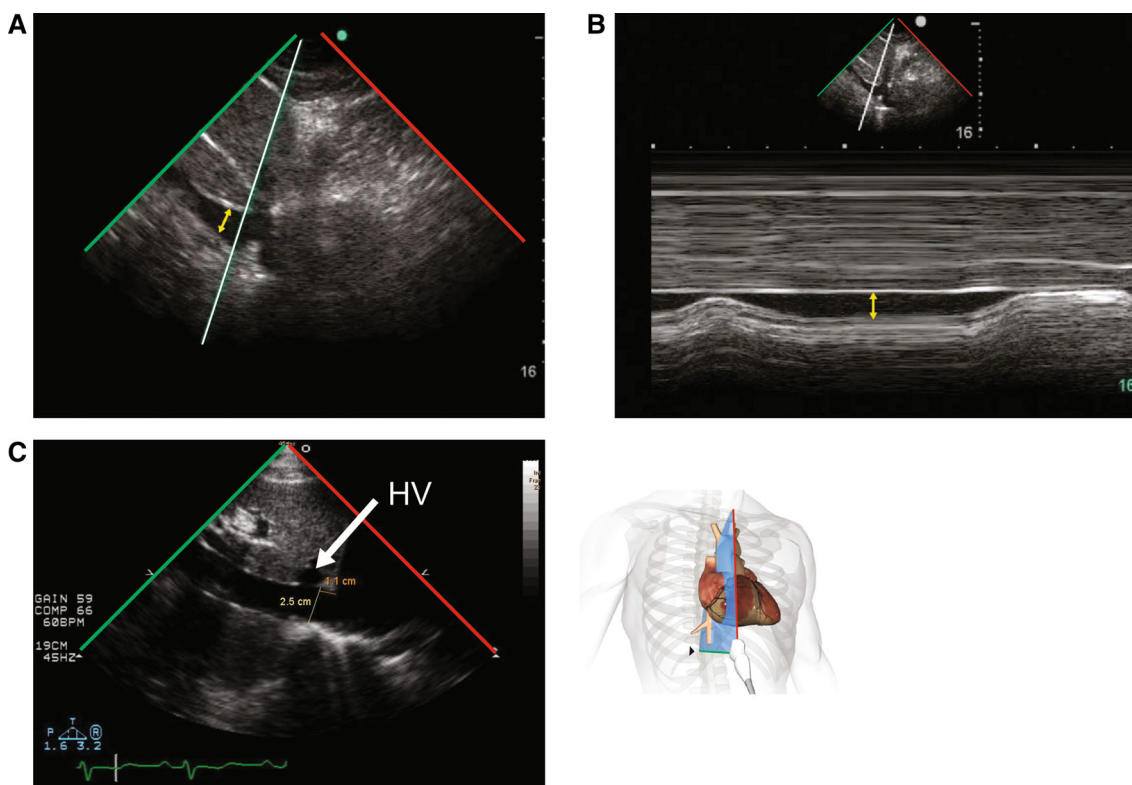 A
16
B
16
16
C
HV
1.1 cm
2.5 cm
GAIN 59
COMP 66
60BPM
19CM
45HZ
T
P R
1.6 3.2